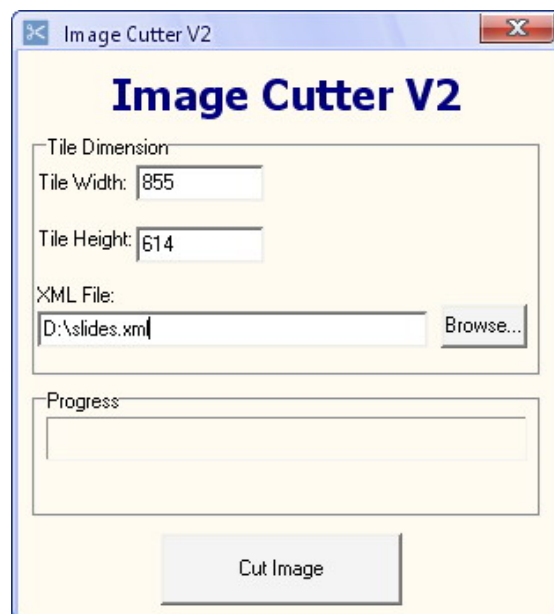 Image Cutter V2
Image Cutter V2
Tile Dimension
Tile Width: 855
Tile Height: 614
XML File:
D:\slides.xml Browse...
Progress
Cut Image